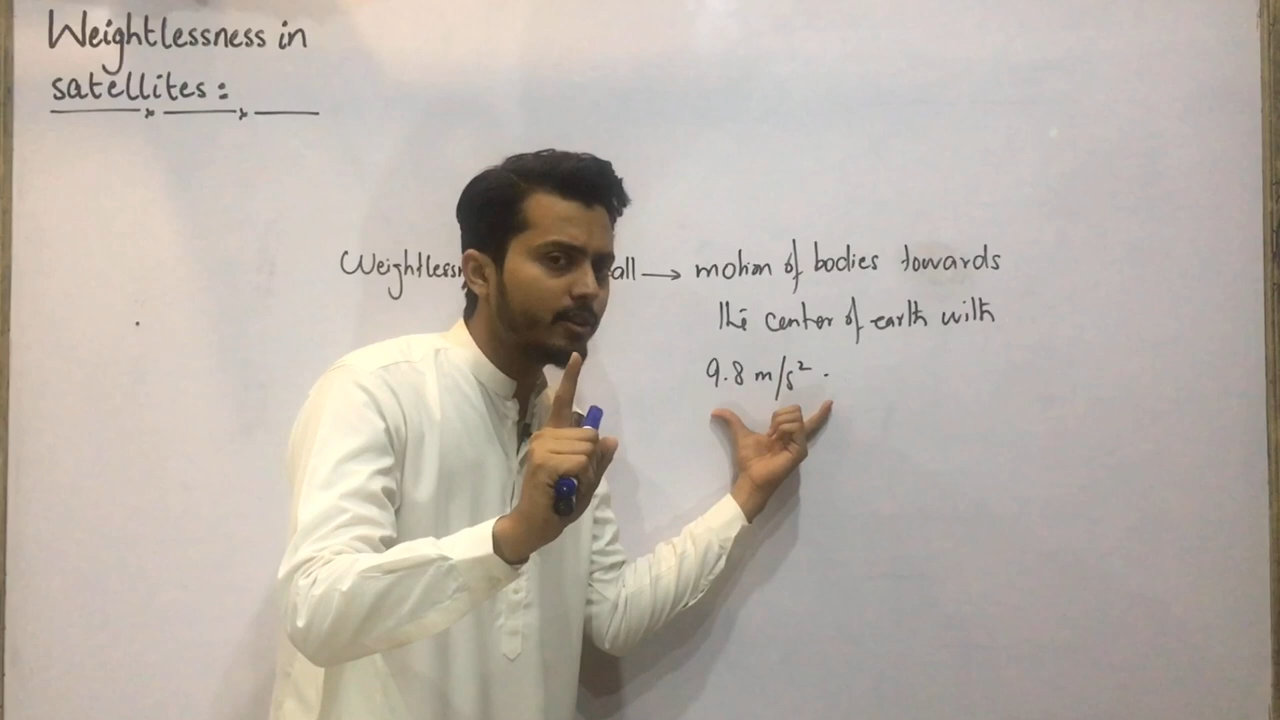 Weightlessness in
satellites :
Weightless all → motion of bodies towards
the center of earth with
9.8 m/s² .